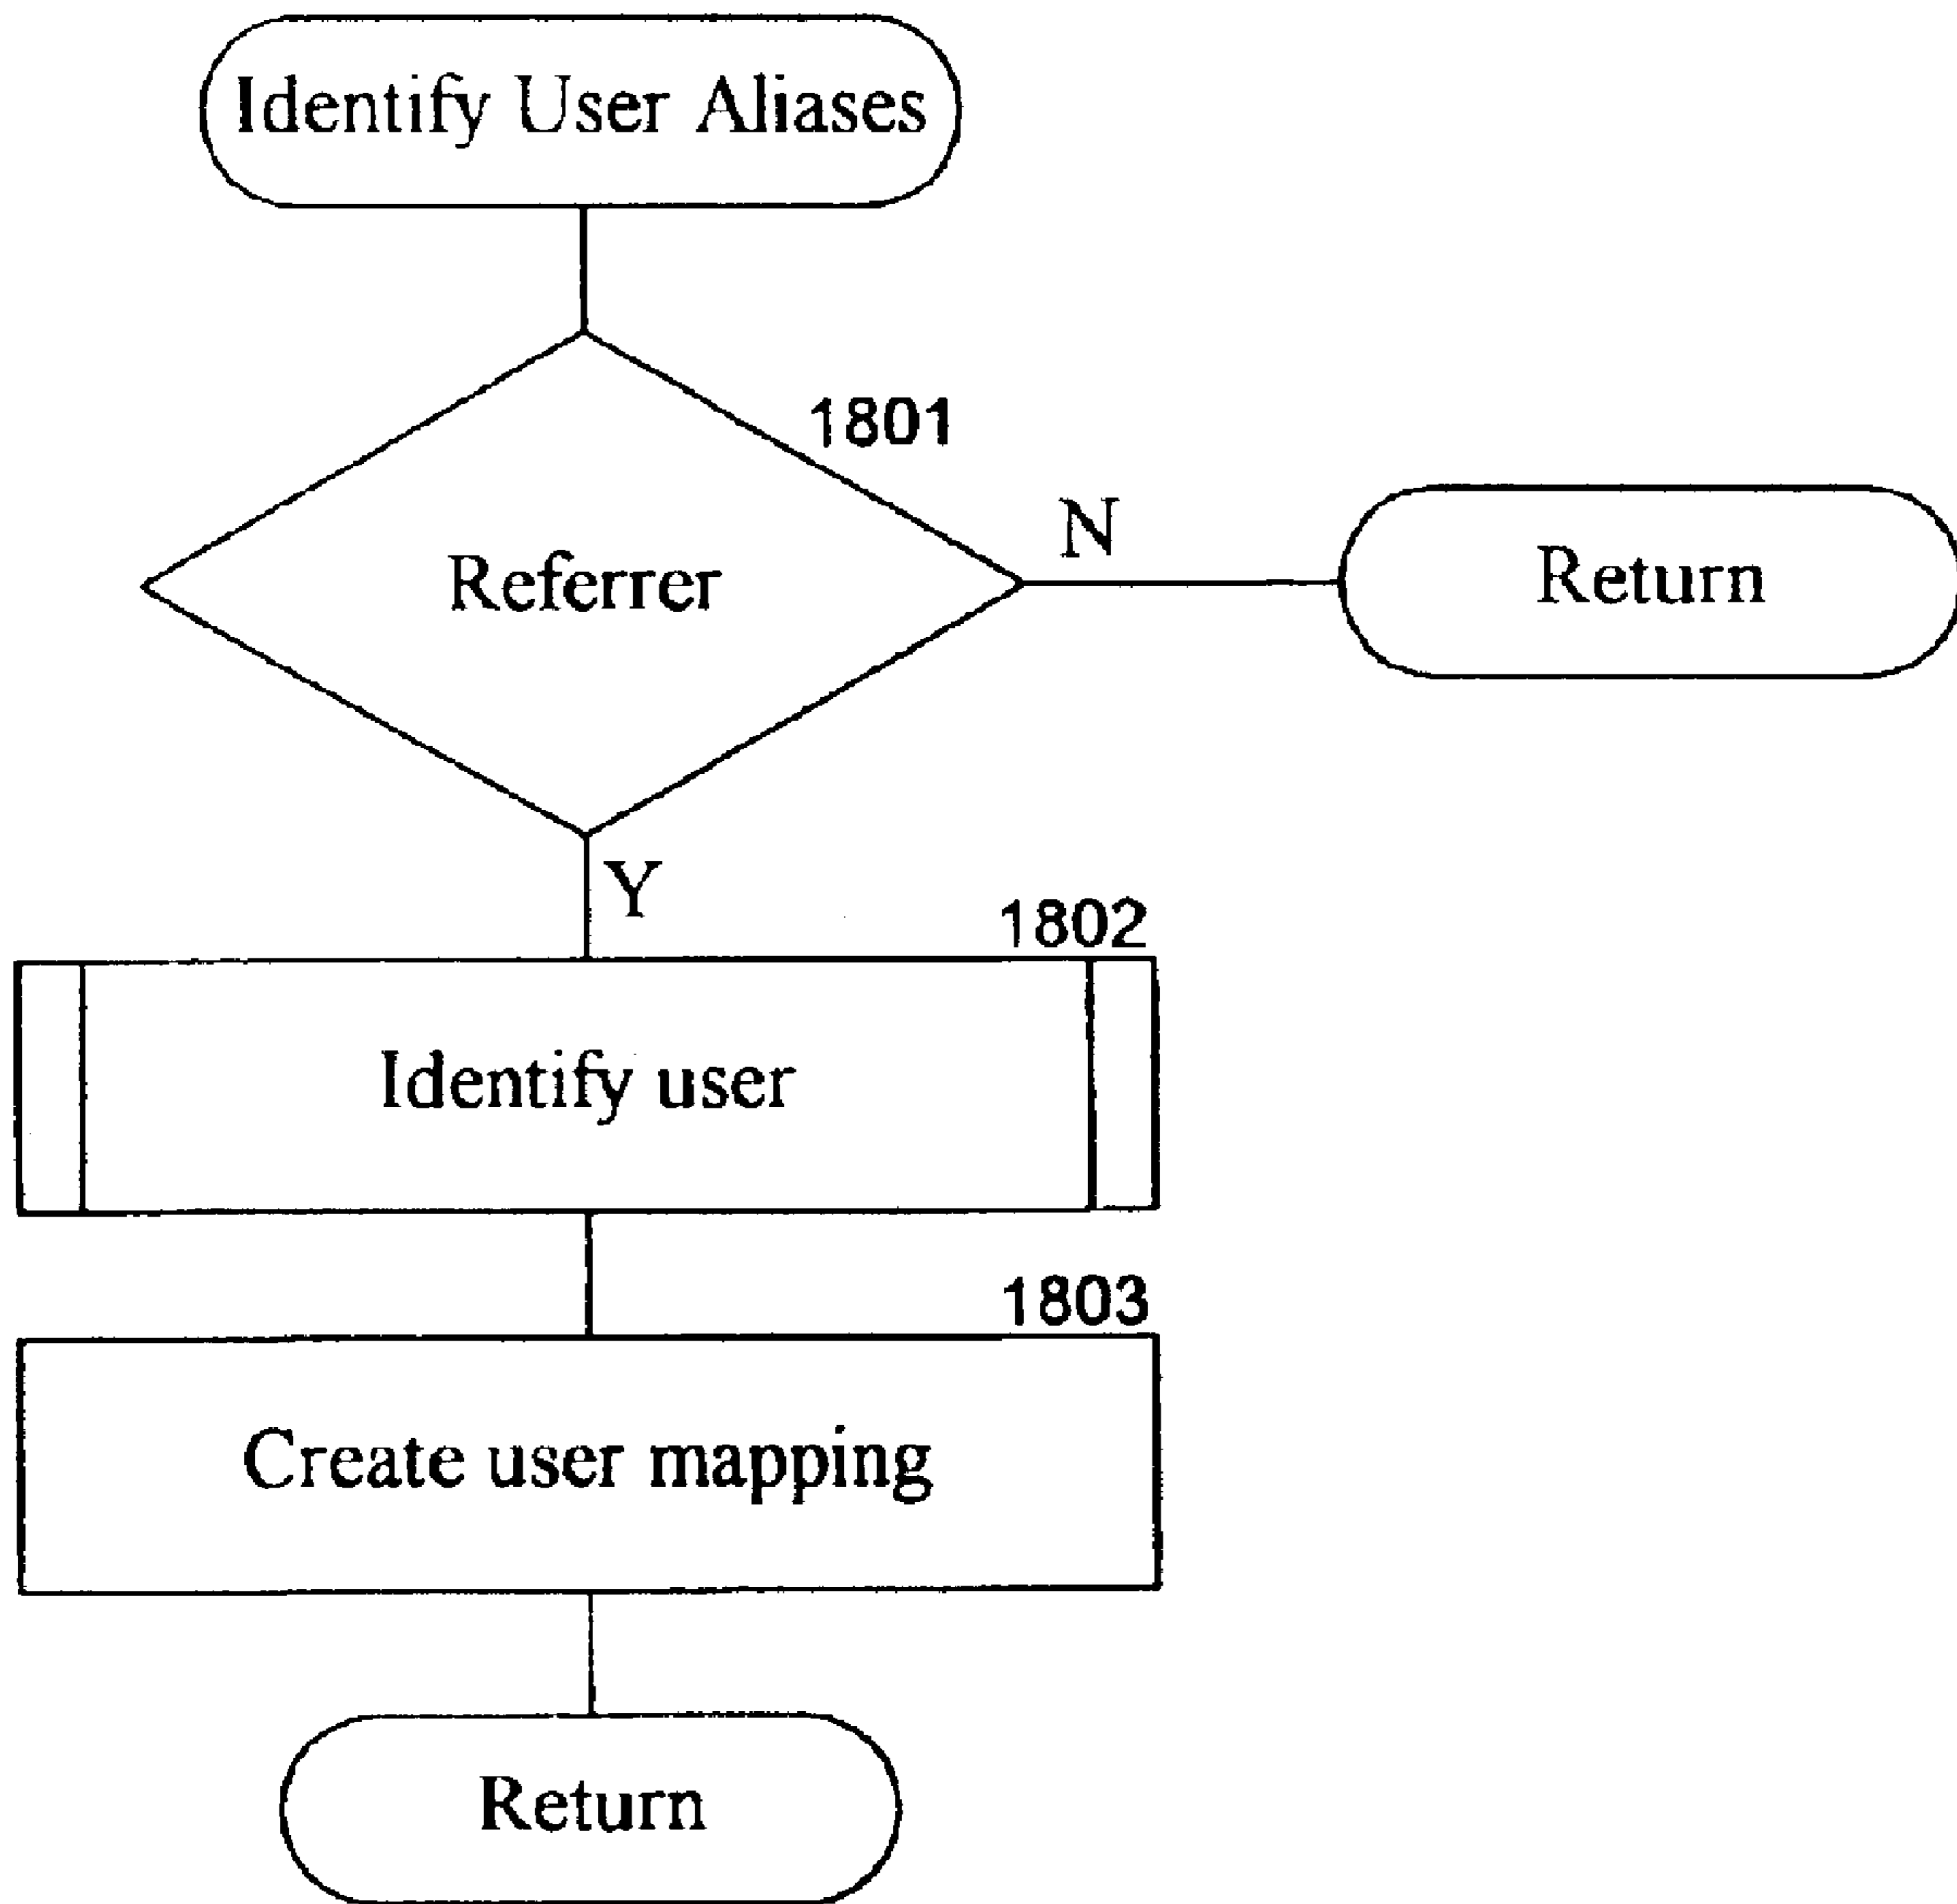 Identify User Aliases
1801
Referrer
N
Return
Y
1802
Identify user
1803
Create user mapping
Return